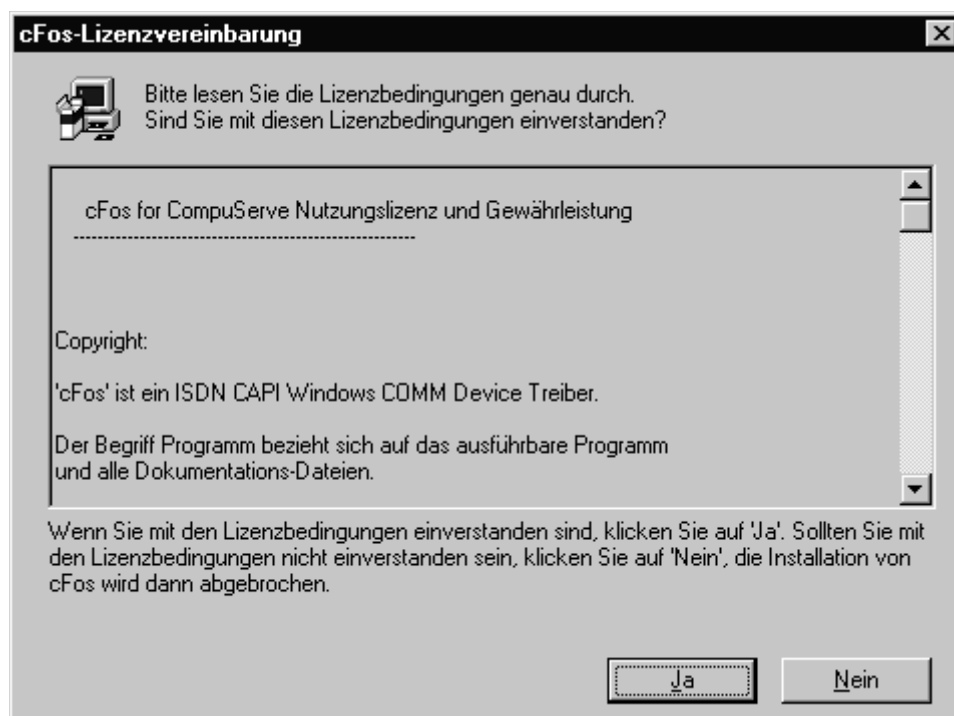 cFos-Lizenzvereinbarung
Bitte lesen Sie die Lizenzbedingungen genau durch.
Sind Sie mit diesen Lizenzbedingungen einverstanden?
cFos for CompuServe Nutzungslizenz und Gewährleistung
---------------------------------------------------------
Copyright:
'cFos' ist ein ISDN CAPI Windows COMM Device Treiber.
Der Begriff Programm bezieht sich auf das ausführbare Programm
und alle Dokumentations-Dateien.
Wenn Sie mit den Lizenzbedingungen einverstanden sind, klicken Sie auf 'Ja'. Sollten Sie mit
den Lizenzbedingungen nicht einverstanden sein, klicken Sie auf 'Nein', die Installation von
cFos wird dann abgebrochen.
Ja
Nein